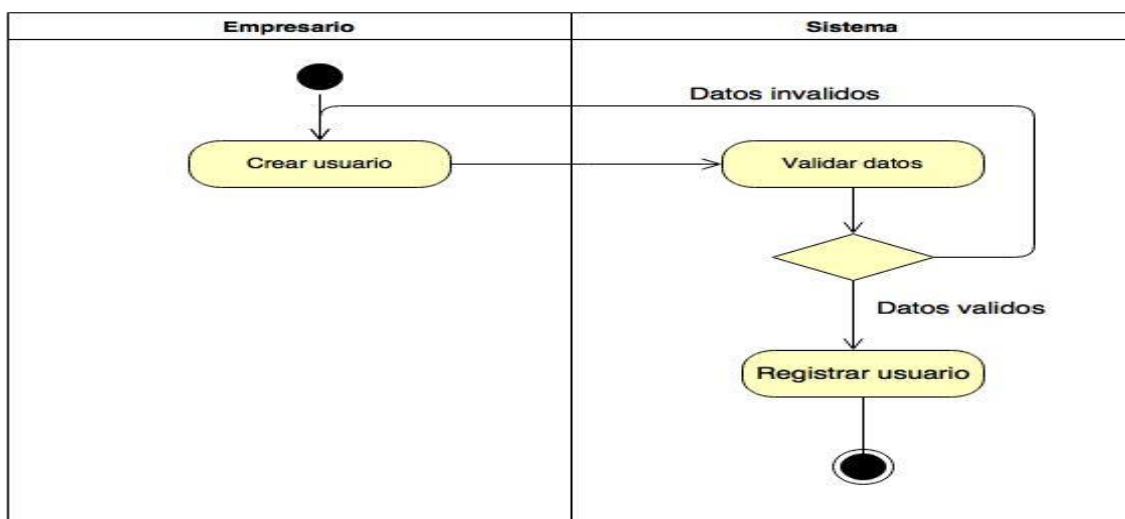 Empresario
Sistema
Datos invalidos
Crear usuario
Validar datos
Datos validos
Registrar usuario